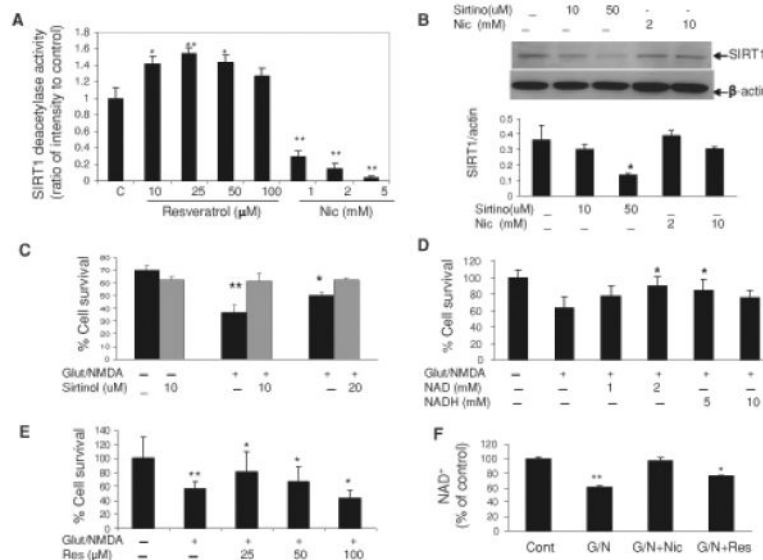 A
SIRT1 deacetylase activity
(ratio of intensity to control)
1.8
1.6
1.4
1.2
1
0.8
0.6
0.4
0.2
0
* ** * ** ** **
C 10 25 50 100 1 2 5
Resveratrol (µM) Nic (mM)
B
Sirtino(uM) _ 10 50 - -
Nic (mM) _ _ _ 2 10
SIRT1
β-actin
SIRT1/actin
0.5
0.4
0.3
0.2
0.1
0
*
Sirtino(uM) _ 10 50 _ _
Nic (mM) _ _ _ 2 10
C
% Cell survival
80
70
60
50
40
30
20
10
0
** *
Glut/NMDA – – + + + +
Sirtinol (uM) _ 10 – 10 – 20
D
% Cell survival
120
100
80
60
40
20
0
* *
Glut/NMDA – + + + + +
NAD (mM) – – 1 2 – –
NADH (mM) – – – – 5 10
E
% Cell survival
140
120
100
80
60
40
20
0
** * * *
Glut/NMDA – + + + +
Res (µM) – – 25 50 100
F
NAD+
(% of control)
120
100
80
60
40
20
0
** *
Cont G/N G/N+Nic G/N+Res